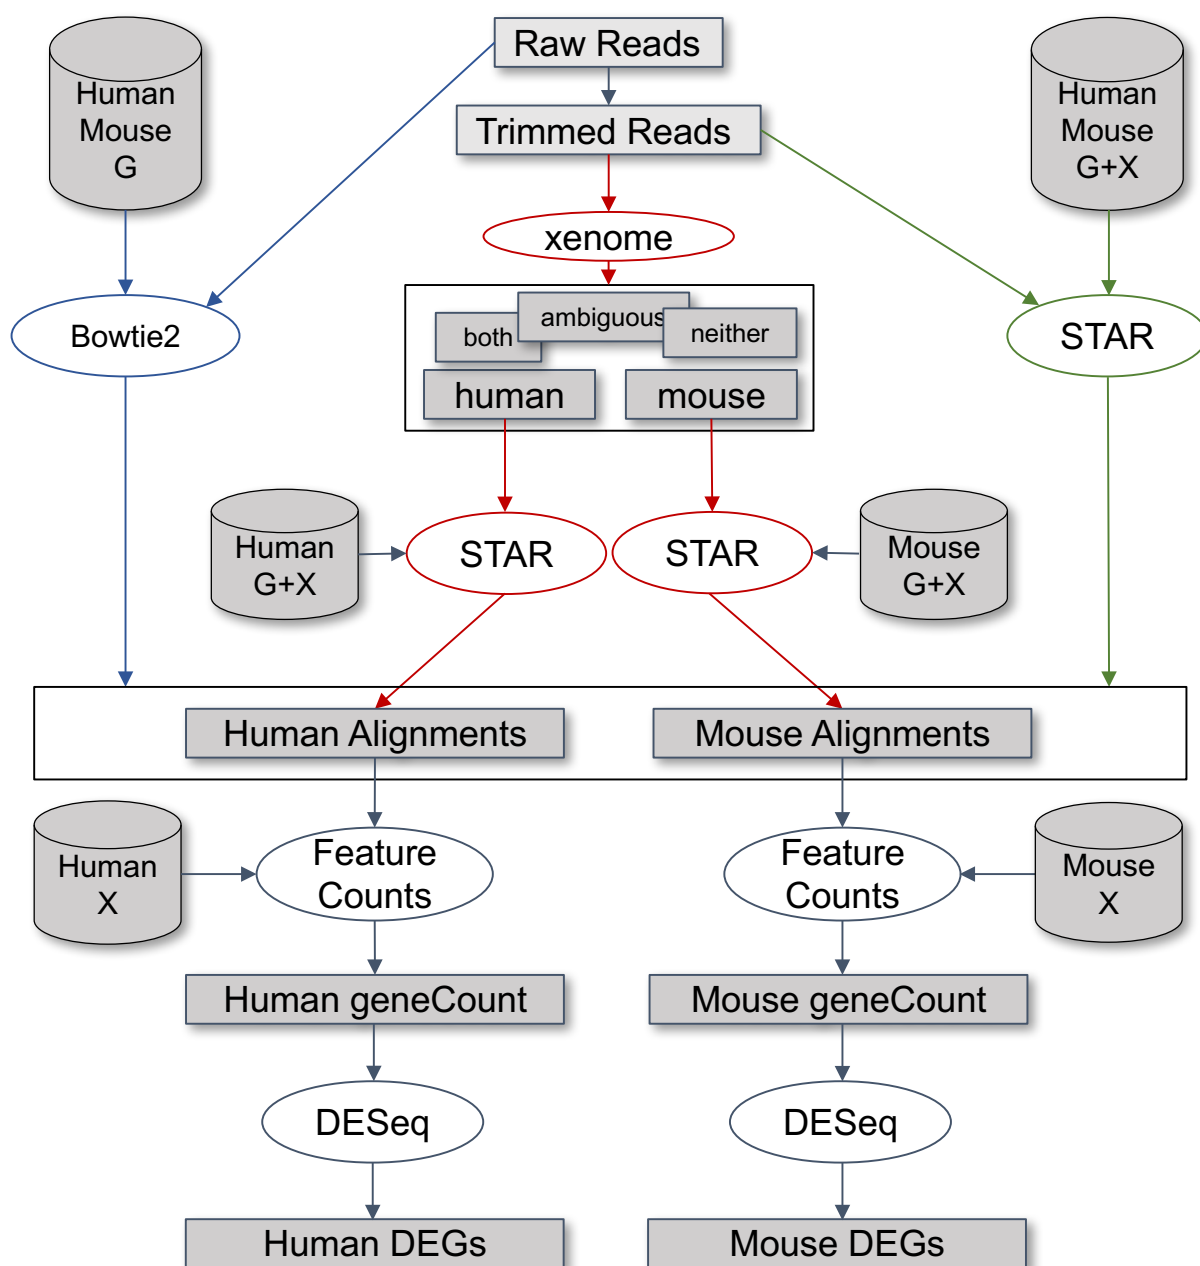 Raw Reads
Human
Mouse
G
Human
Mouse
G+X
Trimmed Reads
xenome
Bowtie2
both
ambiguous
neither
STAR
human
mouse
Human
G+X
STAR
STAR
Mouse
G+X
Human Alignments
Mouse Alignments
Human
X
Feature
Counts
Feature
Counts
Mouse
X
Human geneCount
Mouse geneCount
DESeq
DESeq
Human DEGs
Mouse DEGs